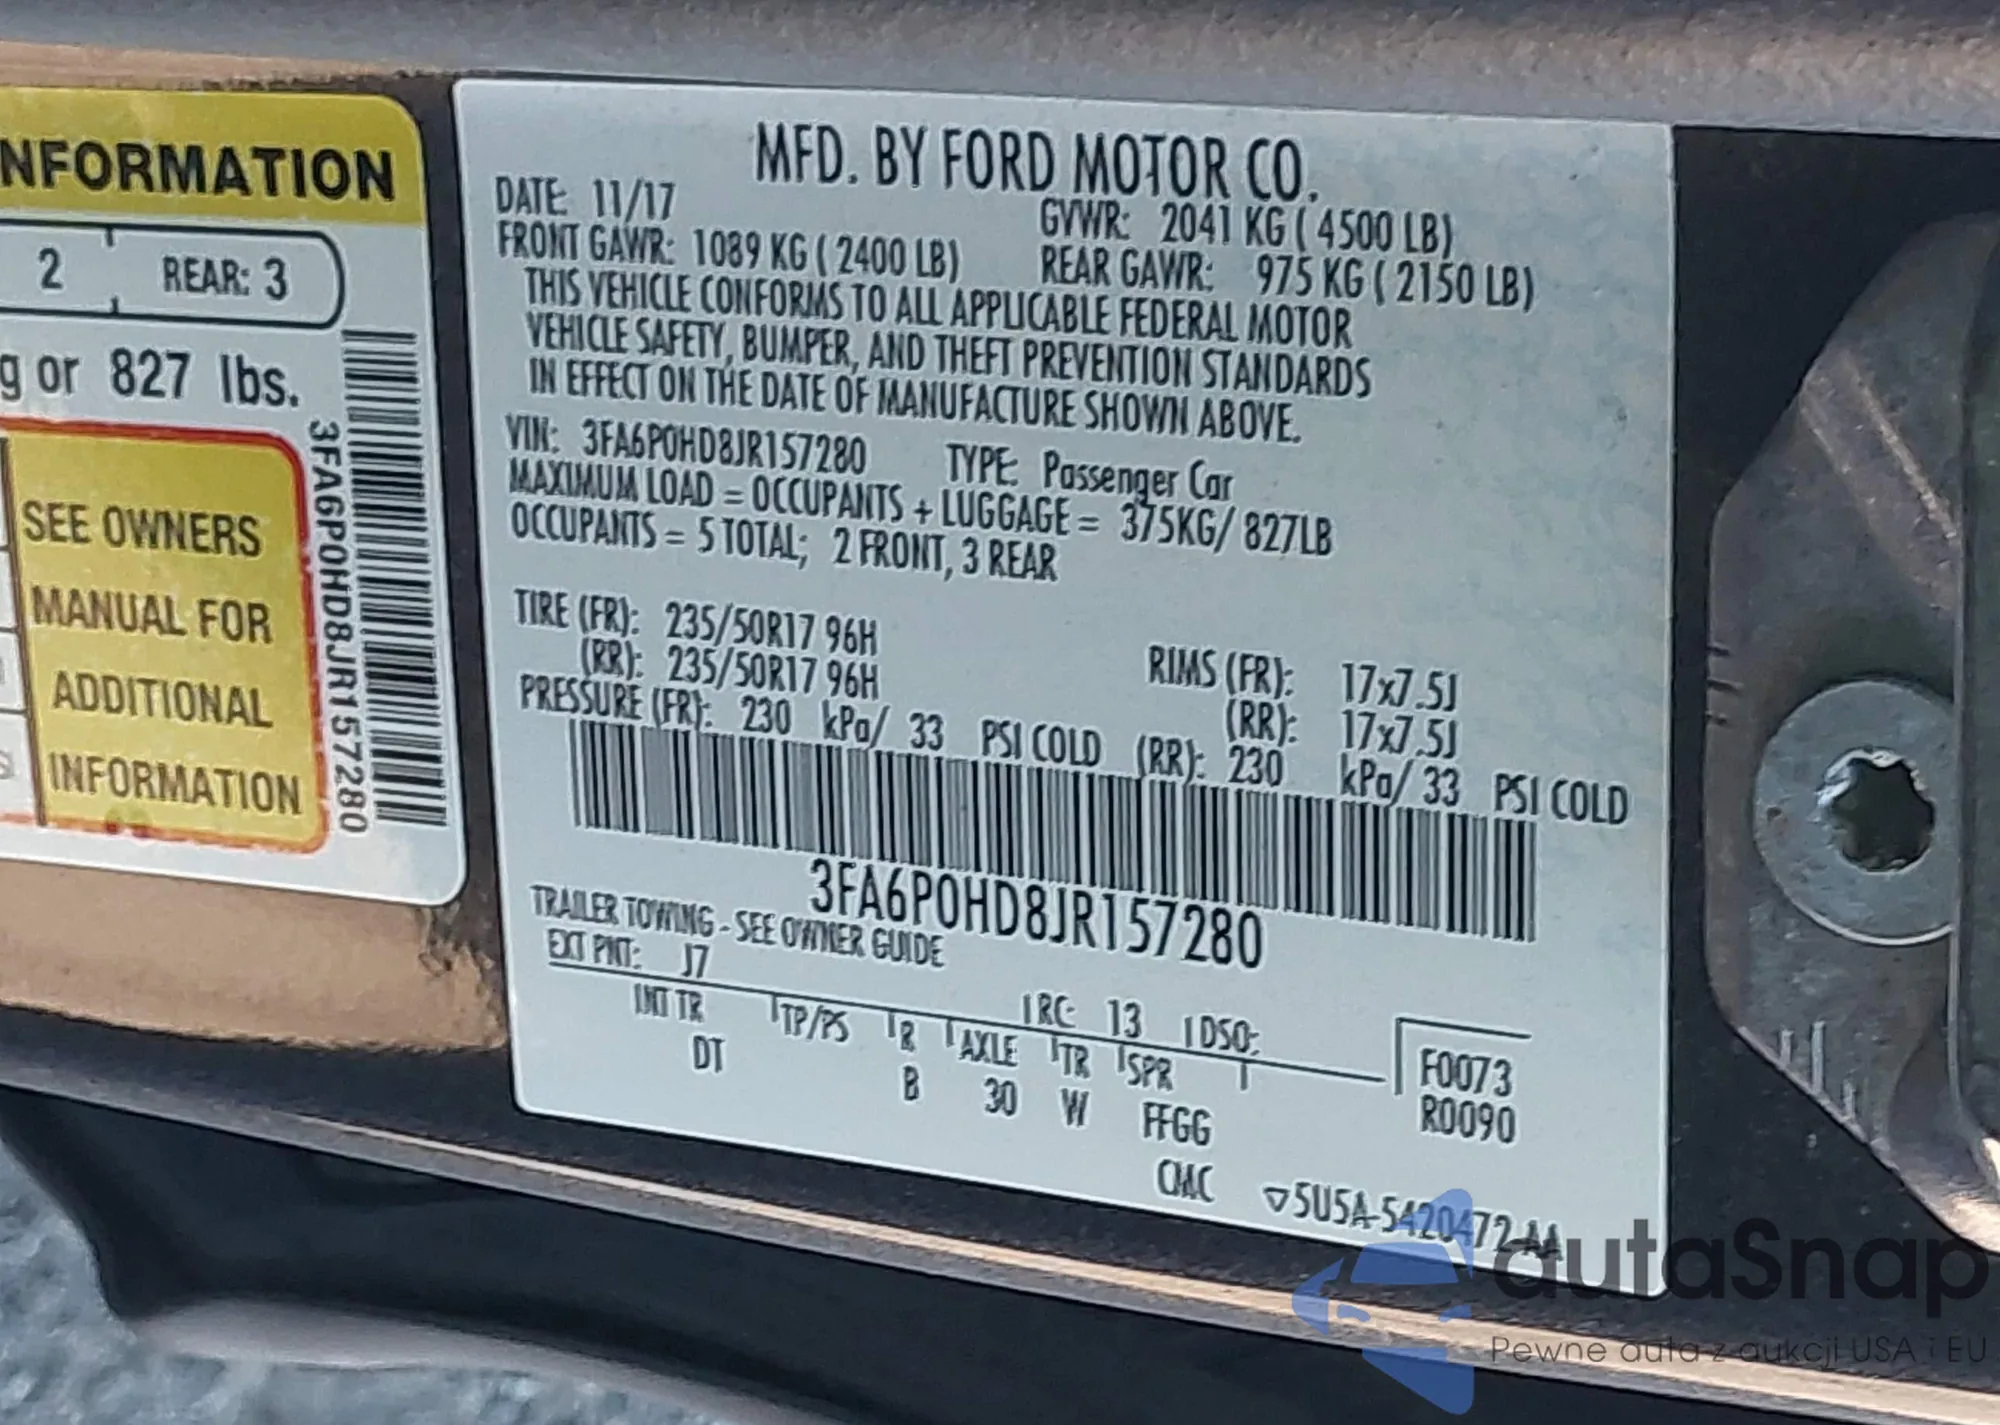 NFORMATION
2 REAR: 3
g or 827 lbs.
SEE OWNERS
MANUAL FOR
ADDITIONAL
INFORMATION
3FA6P0HD8JR157280
MFD. BY FORD MOTOR CO.
DATE: 11/17 GVWR: 2041 KG ( 4500 LB)
FRONT GAWR: 1089 KG ( 2400 LB) REAR GAWR: 975 KG ( 2150 LB)
THIS VEHICLE CONFORMS TO ALL APPLICABLE FEDERAL MOTOR
VEHICLE SAFETY, BUMPER, AND THEFT PREVENTION STANDARDS
IN EFFECT ON THE DATE OF MANUFACTURE SHOWN ABOVE.
VIN: 3FA6P0HD8JR157280 TYPE: Passenger Car
MAXIMUM LOAD = OCCUPANTS + LUGGAGE = 375KG/ 827LB
OCCUPANTS = 5 TOTAL; 2 FRONT, 3 REAR
TIRE (FR): 235/50R17 96H RIMS (FR): 17x7.5J
(RR): 235/50R17 96H (RR): 17x7.5J
PRESSURE (FR): 230 kPa/ 33 PSI COLD (RR): 230 kPa/ 33 PSI COLD
3FA6P0HD8JR157280
TRAILER TOWING - SEE OWNER GUIDE
EXT PNT: J7 RC: 13 DSO:
INT TR TP/PS R AXLE TR SPR F0073
DT B 30 W FFGG R0090
CMC ▽5U5A-5420472-AA
autaSnap
Pewne auta z aukcji USA i EU